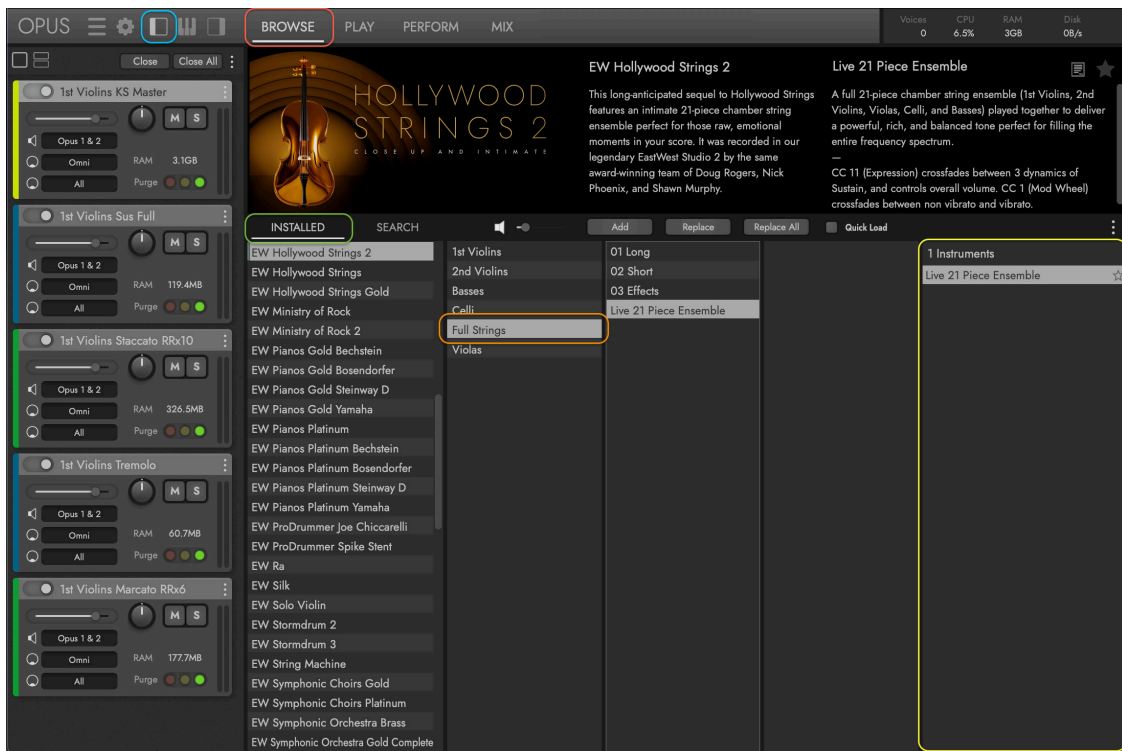 OPUS
BROWSE
PLAY
PERFORM
MIX
Voices
CPU
RAM
Disk
0
6.5%
3GB
0B/s
Close
Close All
1st Violins KS Master
M
S
Opus 1 & 2
Omni
RAM
3.1GB
All
Purge
1st Violins Sus Full
M
S
Opus 1 & 2
Omni
RAM
119.4MB
All
Purge
1st Violins Staccato RRx10
M
S
Opus 1 & 2
Omni
RAM
326.5MB
All
Purge
1st Violins Tremolo
M
S
Opus 1 & 2
Omni
RAM
60.7MB
All
Purge
1st Violins Marcato RRx6
M
S
Opus 1 & 2
Omni
RAM
177.7MB
All
Purge
HOLLYWOOD
STRINGS 2
CLOSE UP AND INTIMATE
EW Hollywood Strings 2
This long-anticipated sequel to Hollywood Strings
features an intimate 21-piece chamber string
ensemble perfect for those raw, emotional
moments in your score. It was recorded in our
legendary EastWest Studio 2 by the same
award-winning team of Doug Rogers, Nick
Phoenix, and Shawn Murphy.
Live 21 Piece Ensemble
A full 21-piece chamber string ensemble (1st Violins, 2nd
Violins, Violas, Celli, and Basses) played together to deliver
a powerful, rich, and balanced tone perfect for filling the
entire frequency spectrum.
—
CC 11 (Expression) crossfades between 3 dynamics of
Sustain, and controls overall volume. CC 1 (Mod Wheel)
crossfades between non vibrato and vibrato.
INSTALLED
SEARCH
Add
Replace
Replace All
Quick Load
EW Hollywood Strings 2
EW Hollywood Strings
EW Hollywood Strings Gold
EW Ministry of Rock
EW Ministry of Rock 2
EW Pianos Gold Bechstein
EW Pianos Gold Bosendorfer
EW Pianos Gold Steinway D
EW Pianos Gold Yamaha
EW Pianos Platinum
EW Pianos Platinum Bechstein
EW Pianos Platinum Bosendorfer
EW Pianos Platinum Steinway D
EW Pianos Platinum Yamaha
EW ProDrummer Joe Chiccarelli
EW ProDrummer Spike Stent
EW Ra
EW Silk
EW Solo Violin
EW Stormdrum 2
EW Stormdrum 3
EW String Machine
EW Symphonic Choirs Gold
EW Symphonic Choirs Platinum
EW Symphonic Orchestra Brass
EW Symphonic Orchestra Gold Complete
1st Violins
2nd Violins
Basses
Celli
Full Strings
Violas
01 Long
02 Short
03 Effects
Live 21 Piece Ensemble
1 Instruments
Live 21 Piece Ensemble